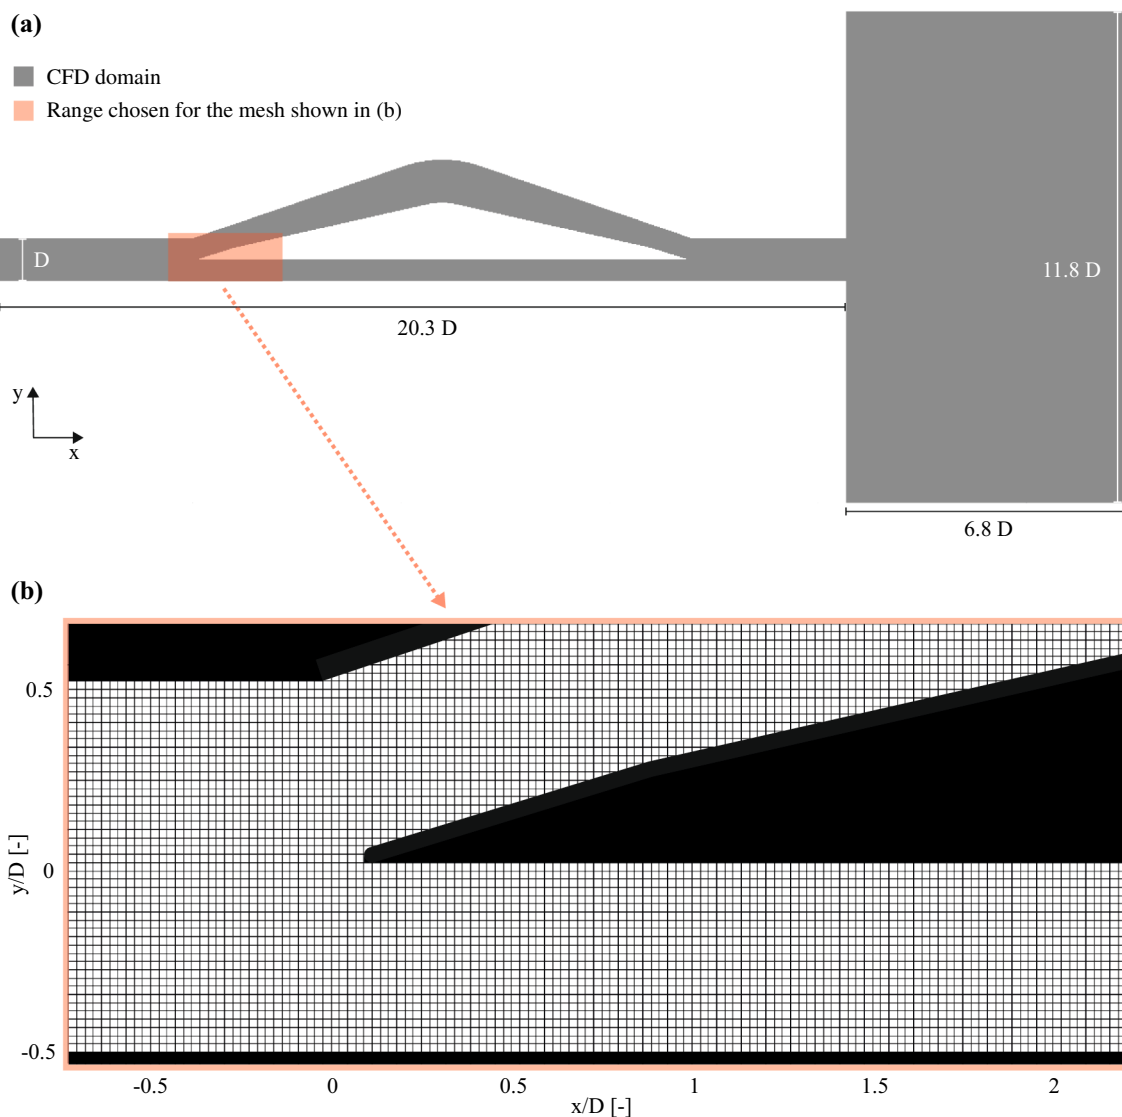 (a)
CFD domain
Range chosen for the mesh shown in (b)
D
11.8 D
20.3 D
y
x
6.8 D
(b)
0.5
0
-0.5
y/D [-]
-0.5
0
0.5
1
1.5
2
x/D [-]